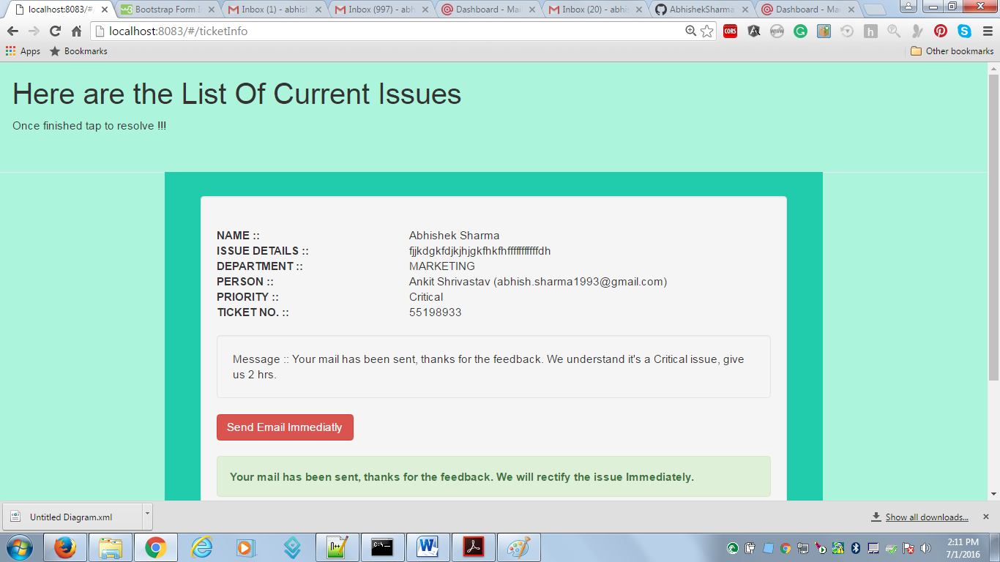 localhost:8083/#/
Bootstrap Form I
Inbox (1) - abhish
Inbox (997) - abh
Dashboard - Mai
Inbox (20) - abhi
AbhishekSharma
Dashboard - Mai
localhost:8083/#/ticketInfo
CORS
Apps
Bookmarks
Other bookmarks
Here are the List Of Current Issues
Once finished tap to resolve !!!
NAME :: Abhishek Sharma
ISSUE DETAILS :: fjjkdgkfdjkjhjgkfhkfhfffffffffffdh
DEPARTMENT :: MARKETING
PERSON :: Ankit Shrivastav (abhish.sharma1993@gmail.com)
PRIORITY :: Critical
TICKET NO. :: 55198933
Message :: Your mail has been sent, thanks for the feedback. We understand it's a Critical issue, give
us 2 hrs.
Send Email Immediatly
Your mail has been sent, thanks for the feedback. We will rectify the issue Immediately.
Untitled Diagram.xml
Show all downloads...
2:11 PM
7/1/2016